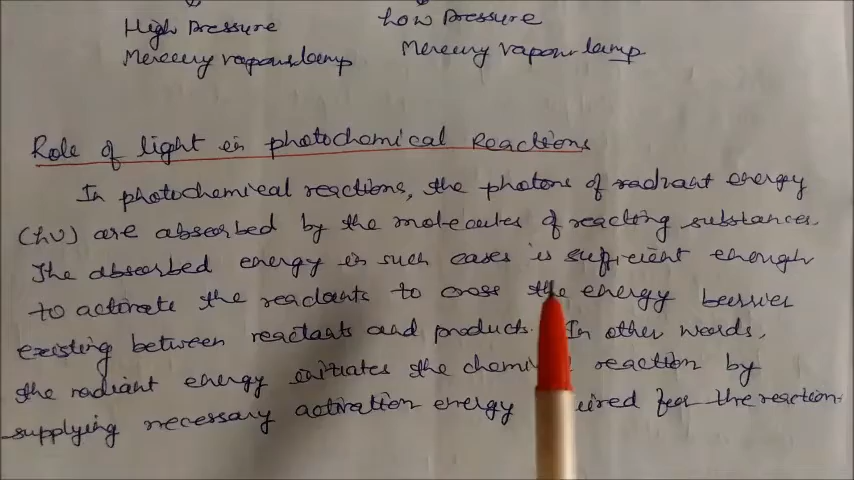 High Pressure
Low Pressure
Mercury vapour lamp
Mercury vapour lamp
Role of light in photochemical Reactions
In photochemical reactions, the photons of radiant energy
(hν) are absorbed by the molecules of reacting substances.
The absorbed energy in such cases is sufficient enough
to activate the reactants to cross the energy barrier
existing between reactants and products. In other words,
the radiant energy initiates the chemi reaction by
supplying necessary activation energy uired for the reaction.